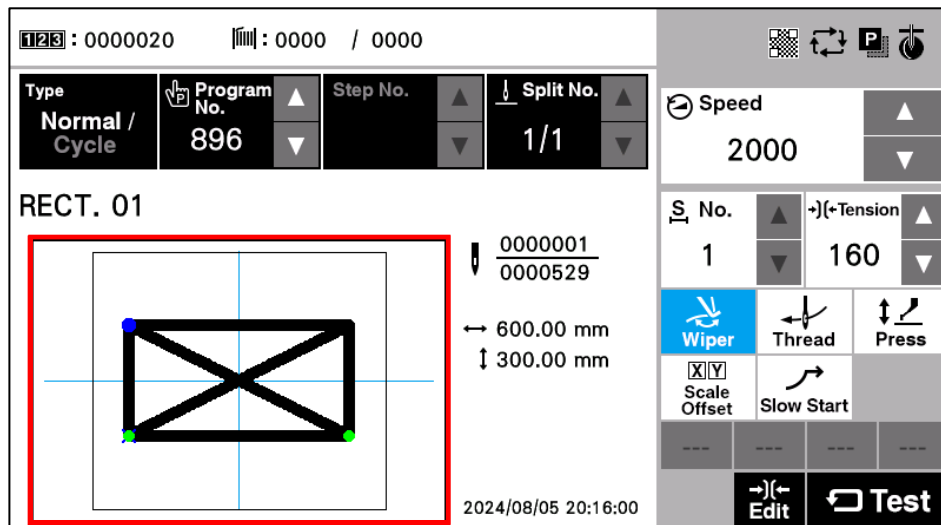 123 : 0000020 : 0000 / 0000
P
Type
Normal / Cycle
P Program No.
896
Step No.
Split No.
1/1
Speed
2000
RECT. 01
0000001
0000529
600.00 mm
300.00 mm
2024/08/05 20:16:00
S No.
1
Tension
160
Wiper
Thread
Press
X Y
Scale Offset
Slow Start
---
---
---
---
Edit
Test